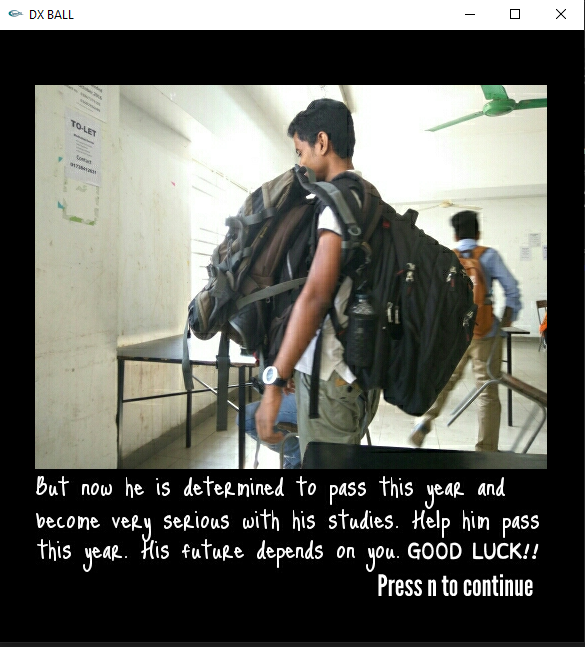 DX BALL
TO-LET
Contact
But now he is determined to pass this year and
become very serious with his studies. Help him pass
this year. His future depends on you. GOOD LUCK!!
Press n to continue